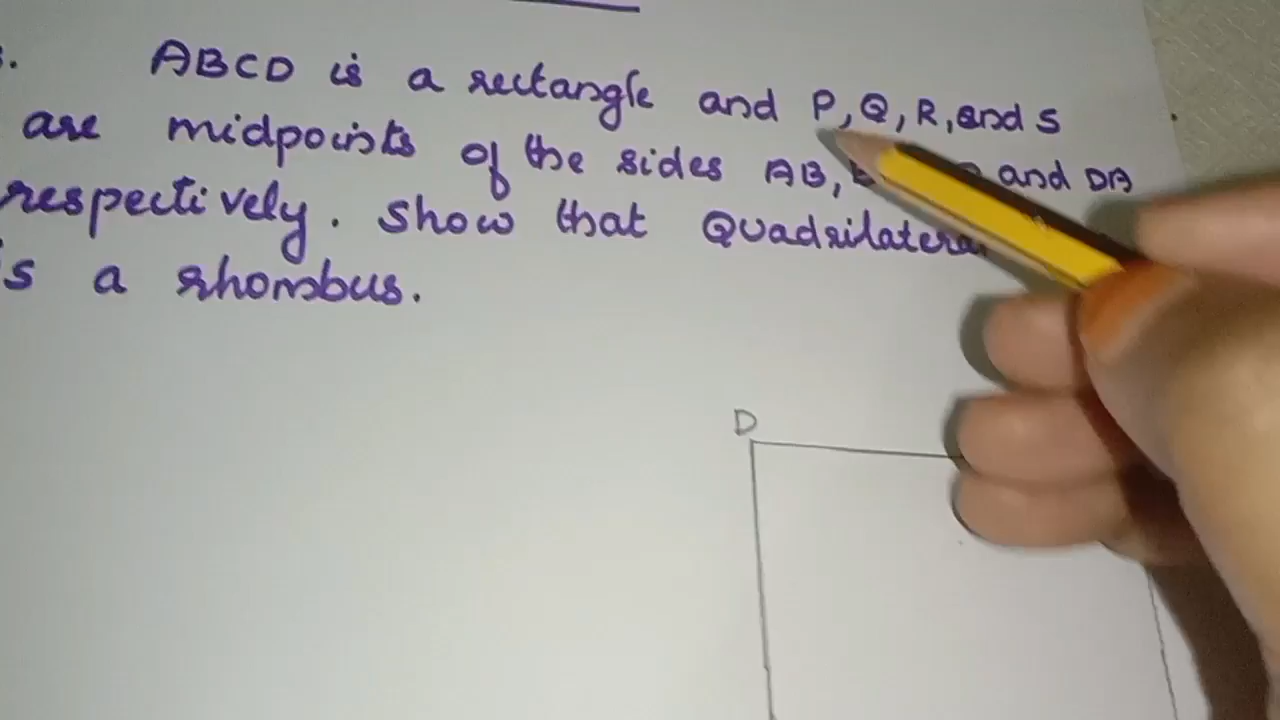 ABCD is a rectangle and P, Q, R, and S
are midpoints of the sides AB, and DA
respectively. Show that Quadrilateral
is a rhombus.
D